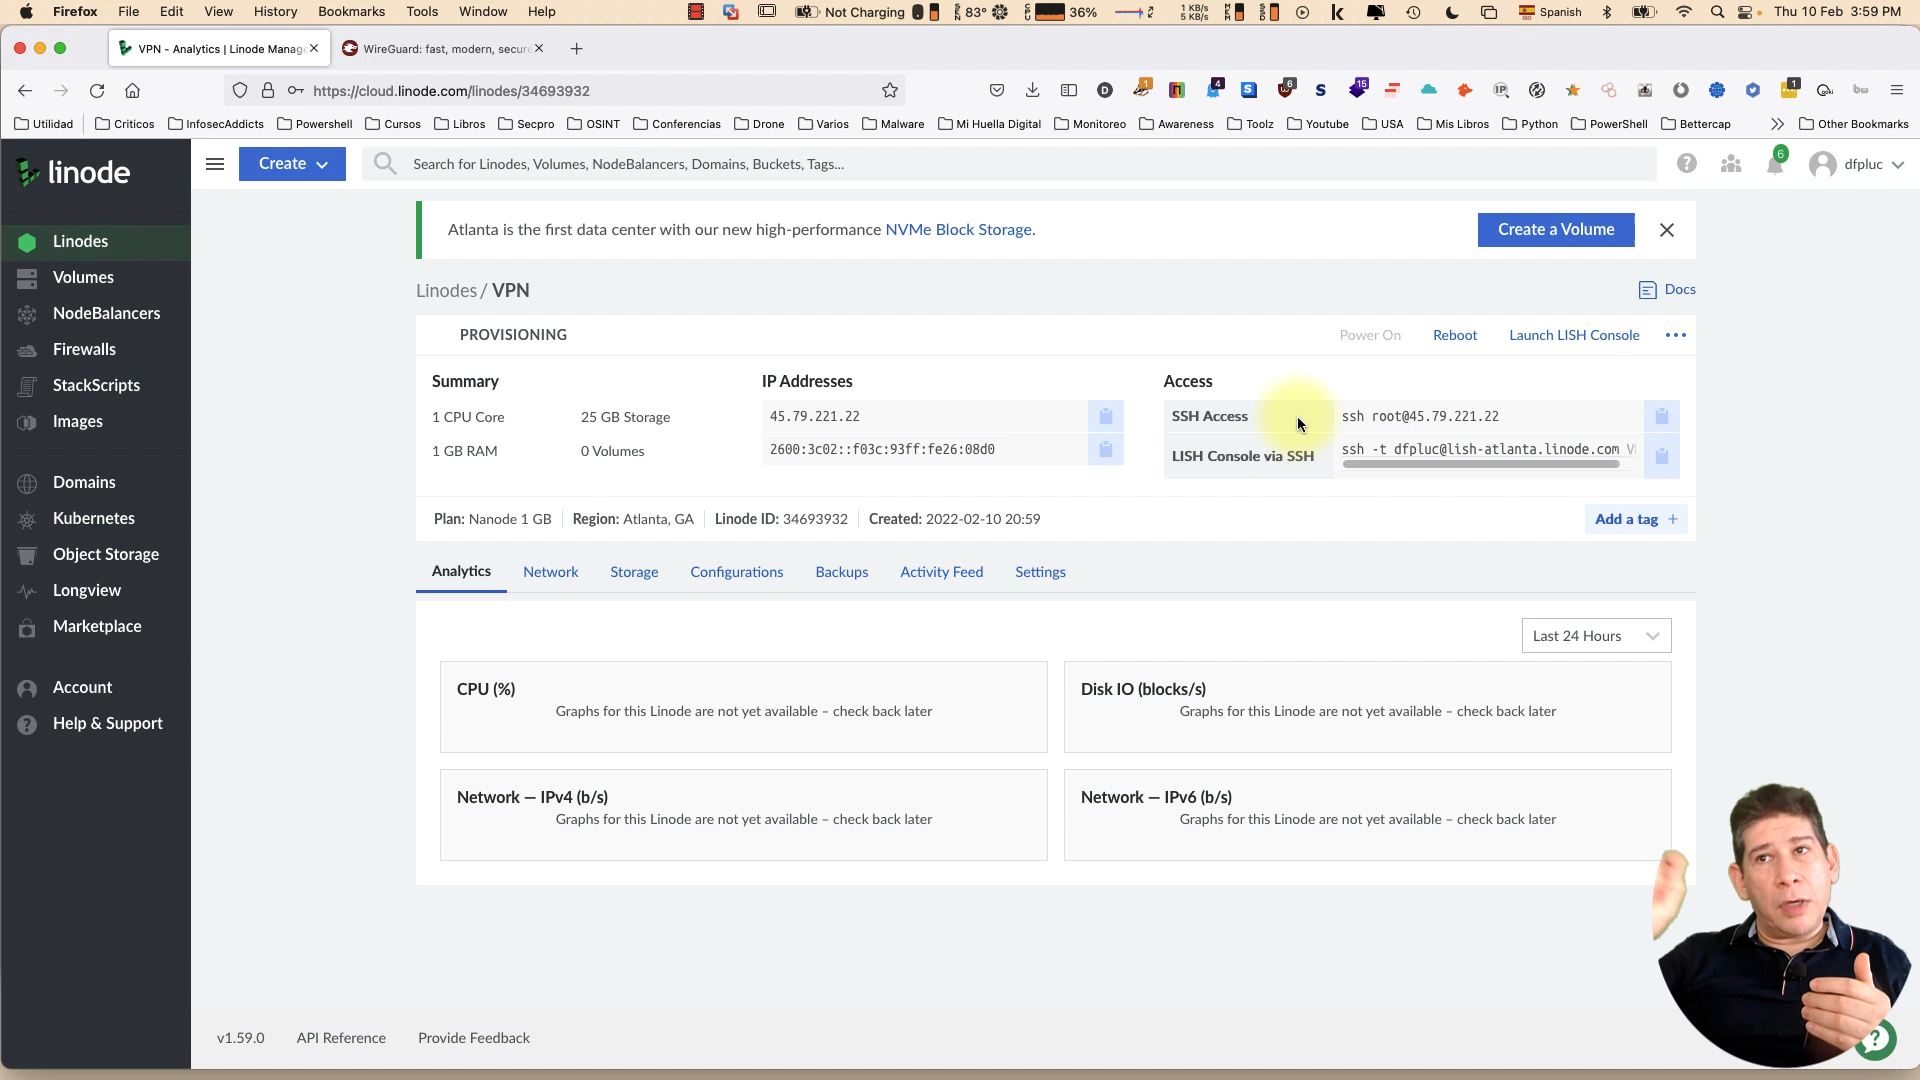 Firefox File Edit View History Bookmarks Tools Window Help Not Charging 83° 36% 1 KB/s 5 KB/s Spanish Thu 10 Feb 3:59 PM
VPN - Analytics | Linode Manag WireGuard: fast, modern, secure
https://cloud.linode.com/linodes/34693932
Utilidad Criticos InfosecAddicts Powershell Cursos Libros Secpro OSINT Conferencias Drone Varios Malware Mi Huella Digital Monitoreo Awareness Toolz Youtube USA Mis Libros Python PowerShell Bettercap Other Bookmarks
linode
Create
Search for Linodes, Volumes, NodeBalancers, Domains, Buckets, Tags...
6
dfpluc
Linodes
Volumes
NodeBalancers
Firewalls
StackScripts
Images
Domains
Kubernetes
Object Storage
Longview
Marketplace
Account
Help & Support
Atlanta is the first data center with our new high-performance NVMe Block Storage.
Create a Volume
Linodes / VPN
Docs
PROVISIONING
Power On Reboot Launch LISH Console
Summary
1 CPU Core 25 GB Storage
1 GB RAM 0 Volumes
IP Addresses
45.79.221.22
2600:3c02::f03c:93ff:fe26:08d0
Access
SSH Access ssh root@45.79.221.22
LISH Console via SSH ssh -t dfpluc@lish-atlanta.linode.com
Plan: Nanode 1 GB Region: Atlanta, GA Linode ID: 34693932 Created: 2022-02-10 20:59
Add a tag +
Analytics Network Storage Configurations Backups Activity Feed Settings
Last 24 Hours
CPU (%)
Graphs for this Linode are not yet available – check back later
Disk IO (blocks/s)
Graphs for this Linode are not yet available – check back later
Network — IPv4 (b/s)
Graphs for this Linode are not yet available – check back later
Network — IPv6 (b/s)
Graphs for this Linode are not yet available – check back later
v1.59.0 API Reference Provide Feedback